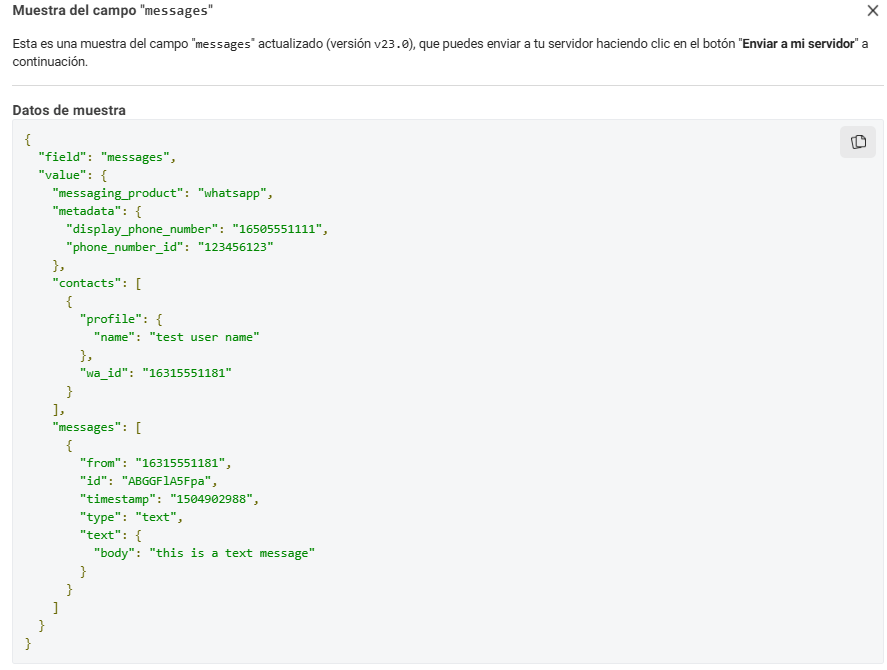 Muestra del campo "messages"
Esta es una muestra del campo "messages" actualizado (versión v23.0), que puedes enviar a tu servidor haciendo clic en el botón "Enviar a mi servidor" a
continuación.
Datos de muestra
{
  "field": "messages",
  "value": {
    "messaging_product": "whatsapp",
    "metadata": {
      "display_phone_number": "16505551111",
      "phone_number_id": "123456123"
    },
    "contacts": [
      {
        "profile": {
          "name": "test user name"
        },
        "wa_id": "16315551181"
      }
    ],
    "messages": [
      {
        "from": "16315551181",
        "id": "ABGGFlA5Fpa",
        "timestamp": "1504902988",
        "type": "text",
        "text": {
          "body": "this is a text message"
        }
      }
    ]
  }
}